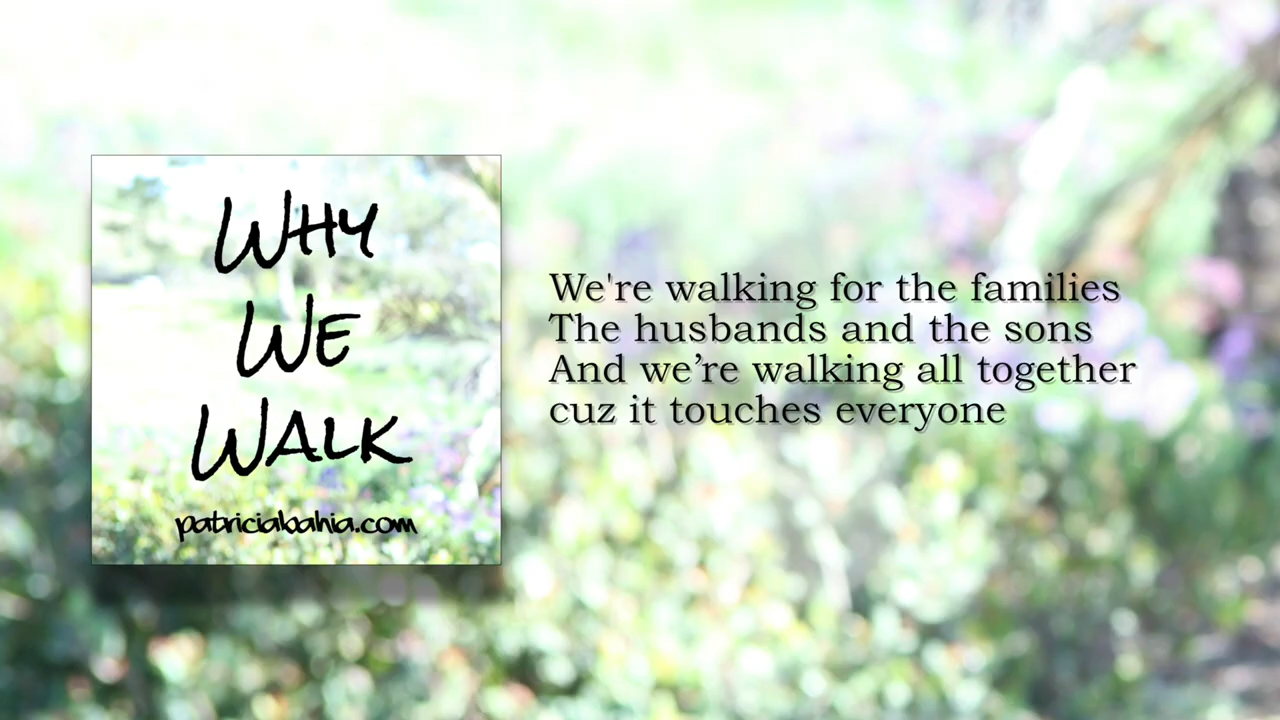 Why
We
Walk
patriciabahia.com
We're walking for the families
The husbands and the sons
And we’re walking all together
cuz it touches everyone